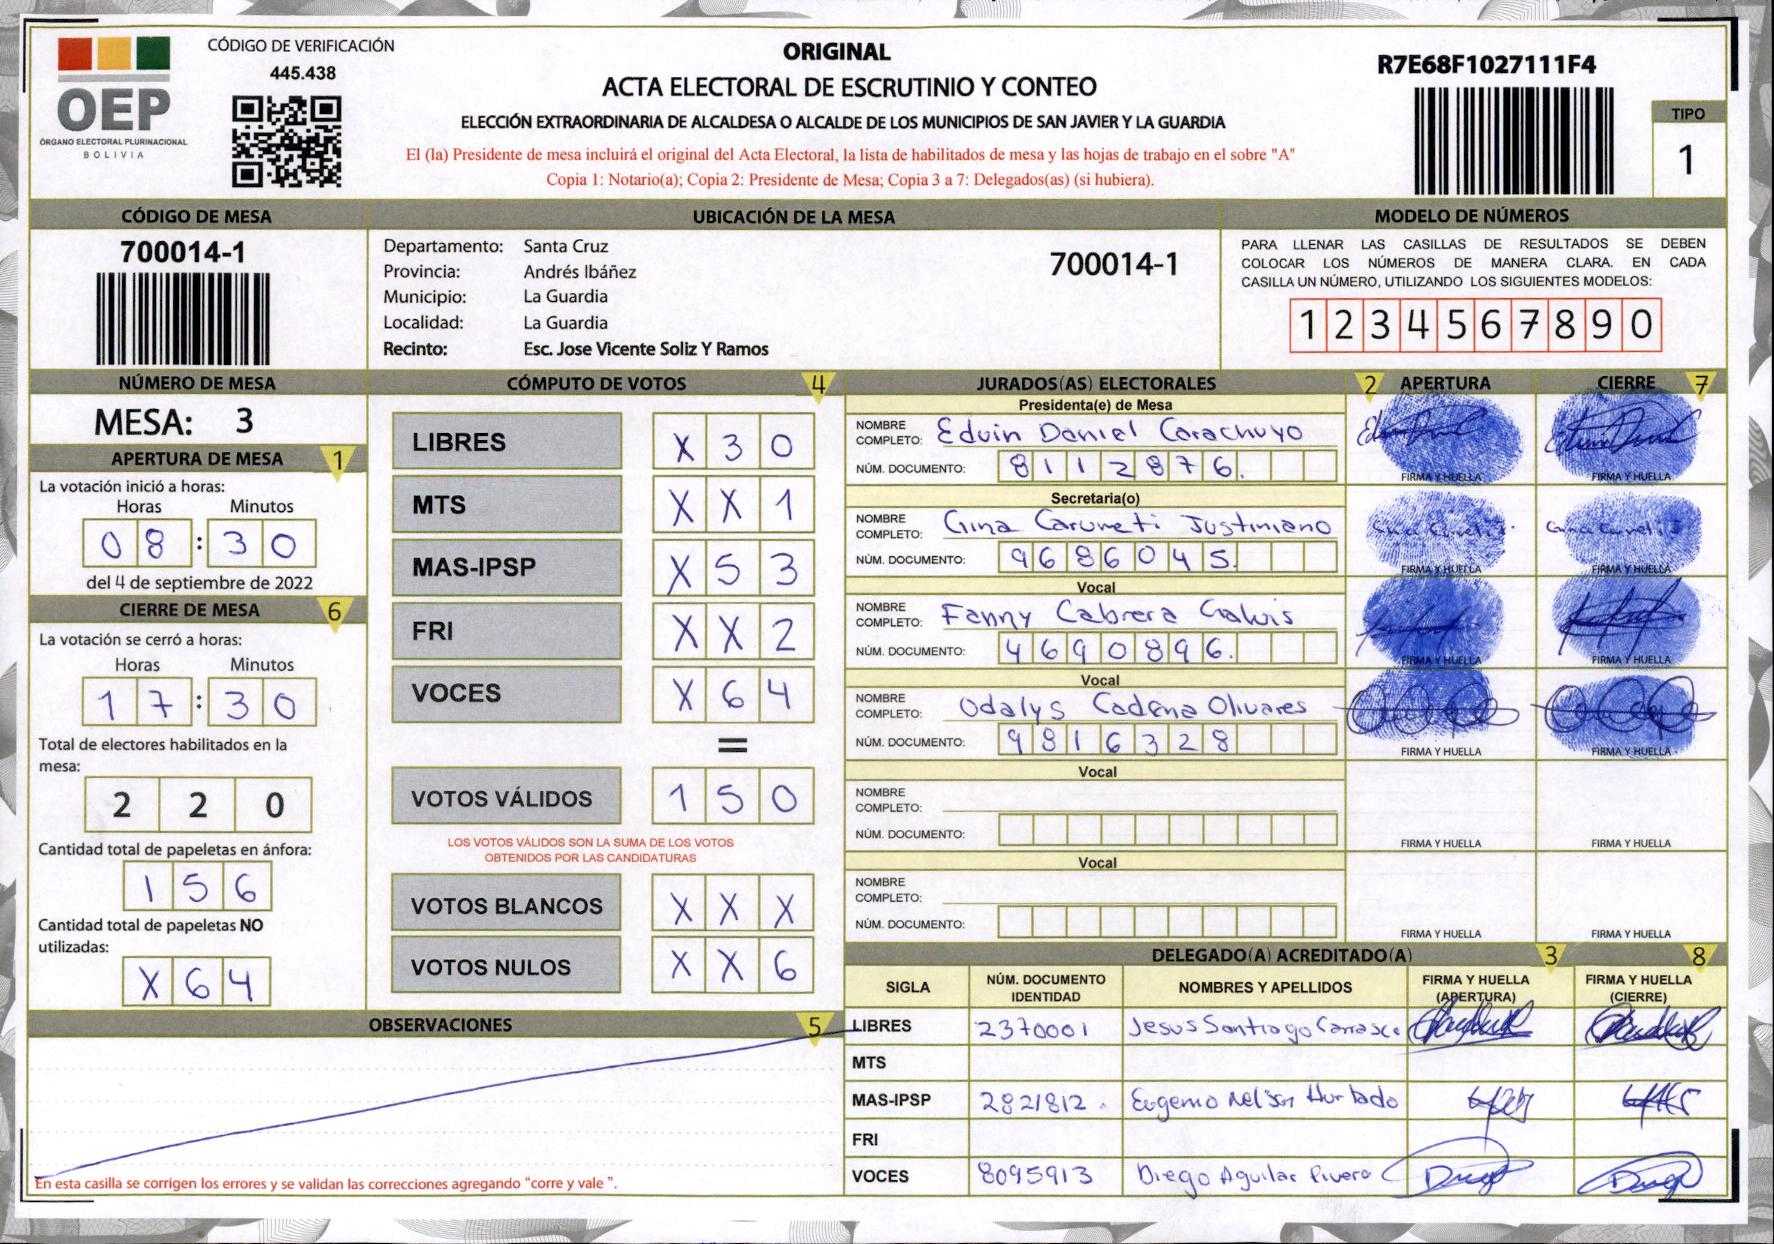 CÓDIGO DE VERIFICACIÓN
445.438
OEP
ÓRGANO ELECTORAL PLURINACIONAL
BOLIVIA
ORIGINAL
ACTA ELECTORAL DE ESCRUTINIO Y CONTEO
ELECCIÓN EXTRAORDINARIA DE ALCALDESA O ALCALDE DE LOS MUNICIPIOS DE SAN JAVIER Y LA GUARDIA
El (la) Presidente de mesa incluirá el original del Acta Electoral, la lista de habilitados de mesa y las hojas de trabajo en el sobre "A"
Copia 1: Notario(a); Copia 2: Presidente de Mesa; Copia 3 a 7: Delegados(as) (si hubiera).
R7E68F1027111F4
TIPO
1
CÓDIGO DE MESA
700014-1
UBICACIÓN DE LA MESA
Departamento: Santa Cruz
Provincia: Andrés Ibáñez
Municipio: La Guardia
Localidad: La Guardia
Recinto: Esc. Jose Vicente Soliz Y Ramos
700014-1
MODELO DE NÚMEROS
PARA LLENAR LAS CASILLAS DE RESULTADOS SE DEBEN
COLOCAR LOS NÚMEROS DE MANERA CLARA. EN CADA
CASILLA UN NÚMERO, UTILIZANDO LOS SIGUIENTES MODELOS:
1 2 3 4 5 6 7 8 9 0
NÚMERO DE MESA
MESA: 3
APERTURA DE MESA 1
La votación inició a horas:
Horas Minutos
0 8 : 3 0
del 4 de septiembre de 2022
CIERRE DE MESA 6
La votación se cerró a horas:
Horas Minutos
1 7 : 3 0
Total de electores habilitados en la
mesa:
2 2 0
Cantidad total de papeletas en ánfora:
1 5 6
Cantidad total de papeletas NO
utilizadas:
X 6 4
CÓMPUTO DE VOTOS 4
LIBRES X 3 0
MTS X X 1
MAS-IPSP X 5 3
FRI X X 2
VOCES X 6 4
=
VOTOS VÁLIDOS 1 5 0
LOS VOTOS VÁLIDOS SON LA SUMA DE LOS VOTOS
OBTENIDOS POR LAS CANDIDATURAS
VOTOS BLANCOS X X X
VOTOS NULOS X X 6
OBSERVACIONES 5
En esta casilla se corrigen los errores y se validan las correcciones agregando "corre y vale ".
JURADOS(AS) ELECTORALES 2 APERTURA CIERRE 7
Presidenta(e) de Mesa
NOMBRE
COMPLETO: Edvin Daniel Carachuyo
NÚM. DOCUMENTO: 8112876.
FIRMA Y HUELLA FIRMA Y HUELLA
Secretaria(o)
NOMBRE
COMPLETO: Gina Caruneti Justiniano
NÚM. DOCUMENTO: 9686045.
FIRMA Y HUELLA FIRMA Y HUELLA
Vocal
NOMBRE
COMPLETO: Fanny Cabrera Galvis
NÚM. DOCUMENTO: 4690896.
FIRMA Y HUELLA FIRMA Y HUELLA
Vocal
NOMBRE
COMPLETO: Odalys Cadena Olivares
NÚM. DOCUMENTO: 9816328
FIRMA Y HUELLA FIRMA Y HUELLA
Vocal
NOMBRE
COMPLETO:
NÚM. DOCUMENTO:
FIRMA Y HUELLA FIRMA Y HUELLA
Vocal
NOMBRE
COMPLETO:
NÚM. DOCUMENTO:
FIRMA Y HUELLA FIRMA Y HUELLA
DELEGADO(A) ACREDITADO(A) 3 8
SIGLA NÚM. DOCUMENTO IDENTIDAD NOMBRES Y APELLIDOS FIRMA Y HUELLA (APERTURA) FIRMA Y HUELLA (CIERRE)
LIBRES 2370001 Jesus Santiago Carrasco
MTS
MAS-IPSP 2821812. Eugenio Nelson Hurtado
FRI
VOCES 8095913 Diego Aguilar Rivero